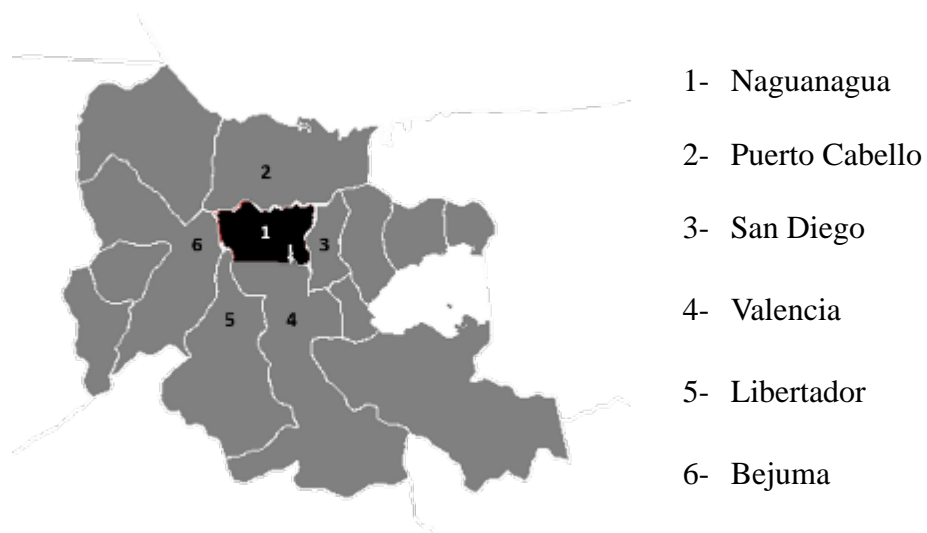 1- Naguanagua
2- Puerto Cabello
3- San Diego
4- Valencia
5- Libertador
6- Bejuma
2
1
3
6
5
4